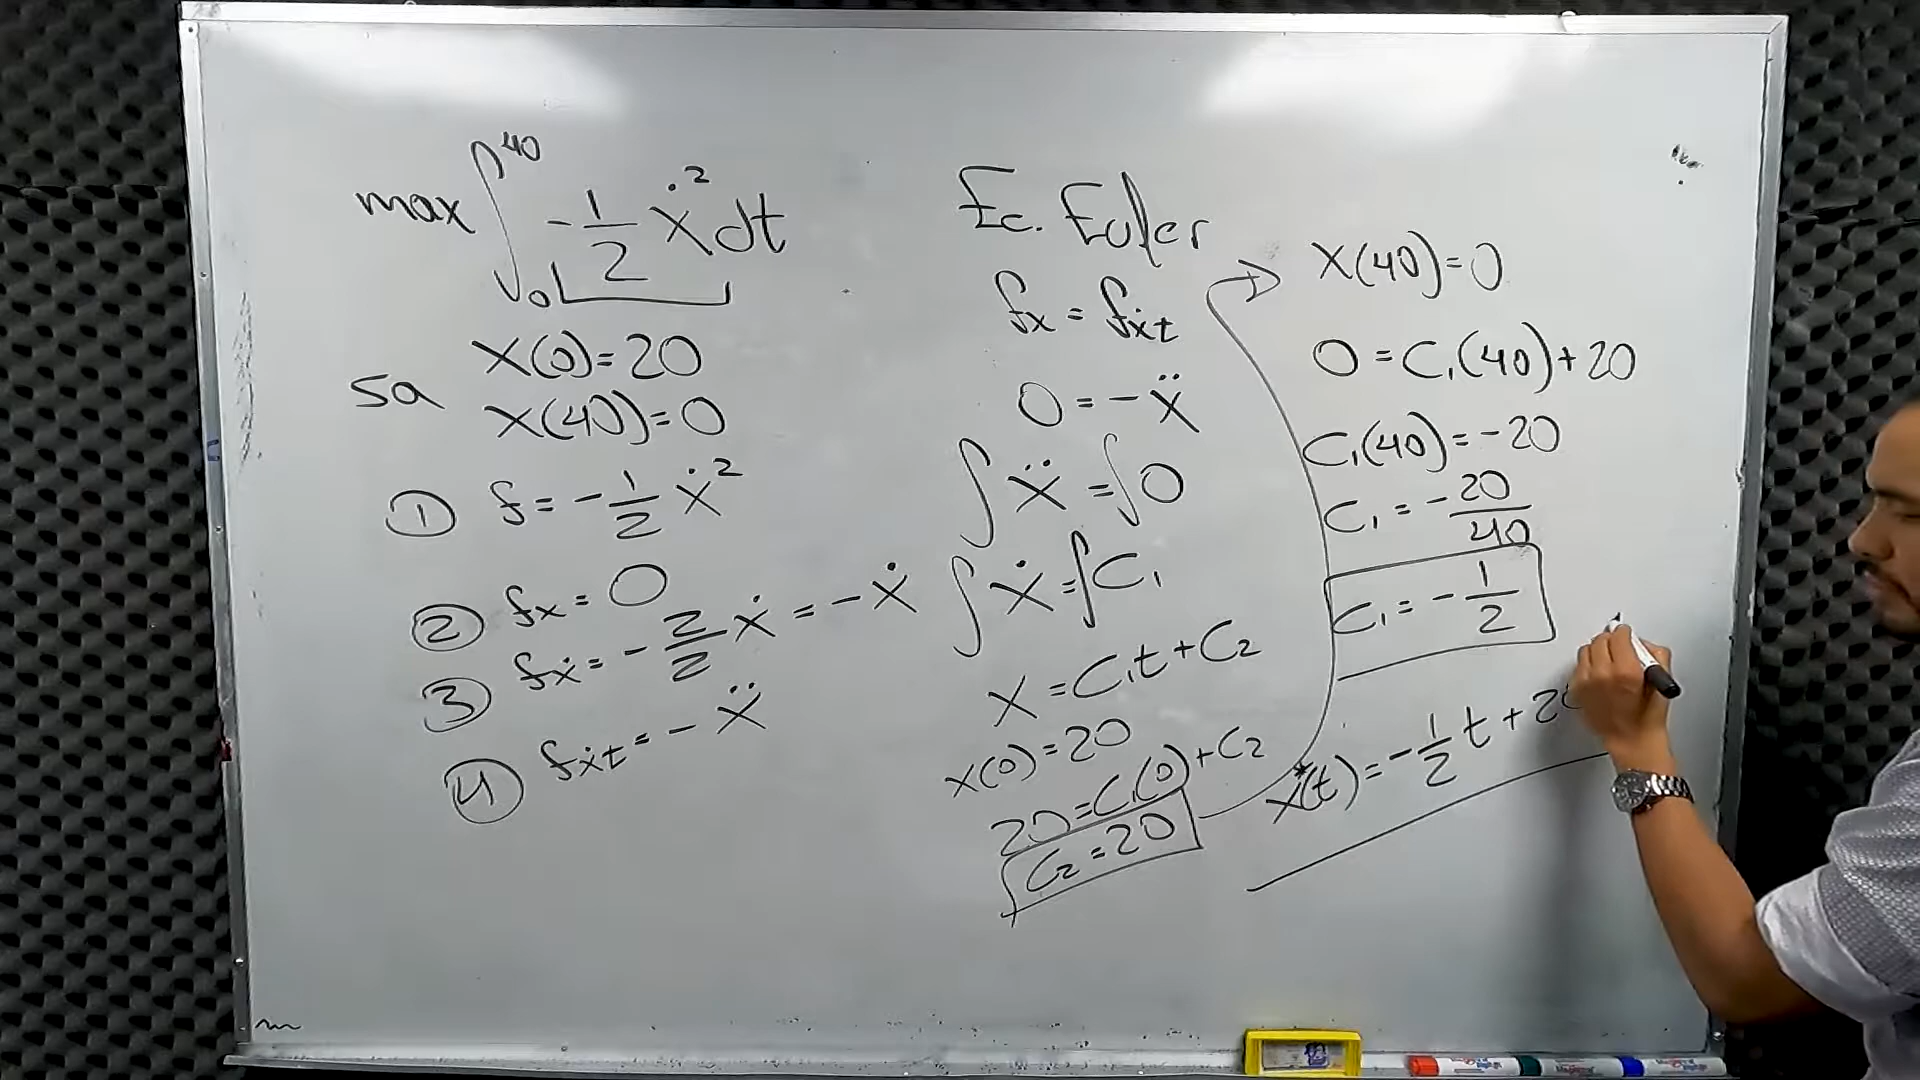 max ∫₀⁴⁰ -1/2 ẋ² dt
sa x(0)=20
x(40)=0
① f = -1/2 ẋ²
② fx = 0
③ fẋ = -2/2 ẋ = -ẋ
④ fẋt = -ẍ
Ec. Euler
fx = fẋt
0 = -ẍ
∫ẍ = ∫0
∫ẋ = ∫C₁
x = C₁t + C₂
x(0) = 20
20 = C₁(0) + C₂
C₂ = 20
x(40) = 0
0 = C₁(40) + 20
C₁(40) = -20
C₁ = -20/40
C₁ = -1/2
x*(t) = -1/2 t + 20